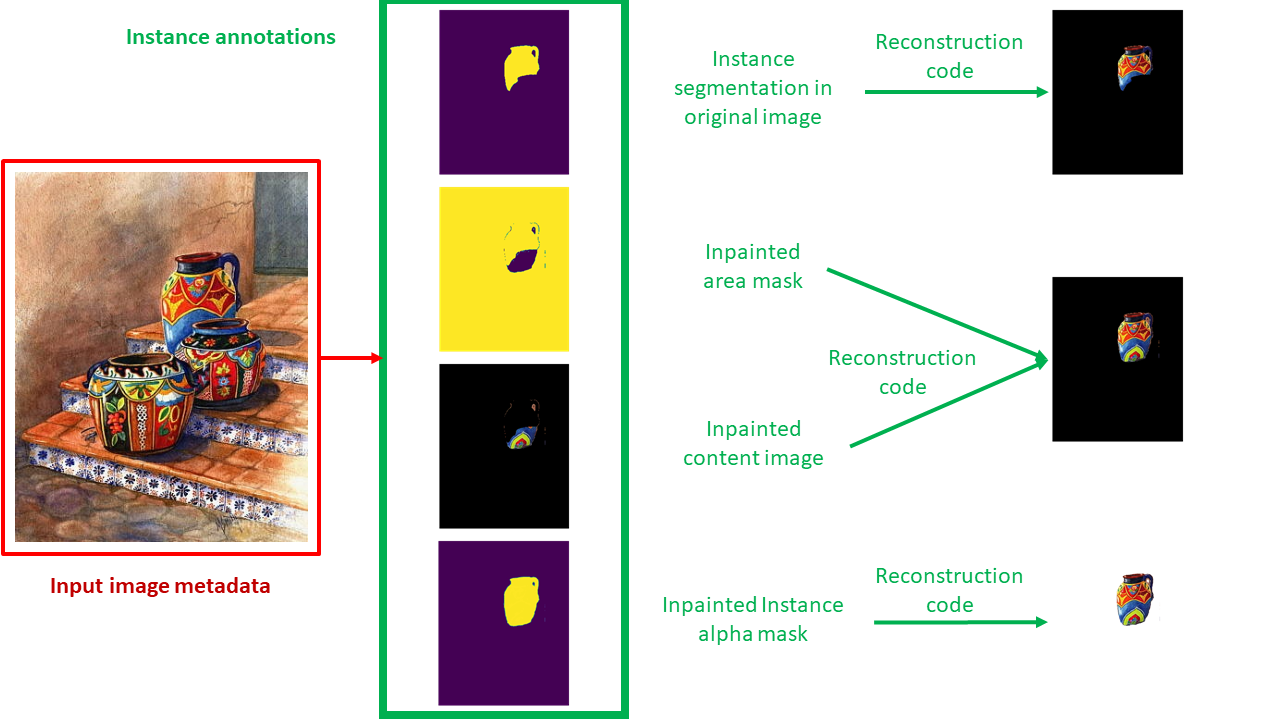 Instance annotations
Input image metadata
Instance
segmentation in
original image
Reconstruction
code
Inpainted
area mask
Reconstruction
code
Inpainted
content image
Inpainted Instance
alpha mask
Reconstruction
code